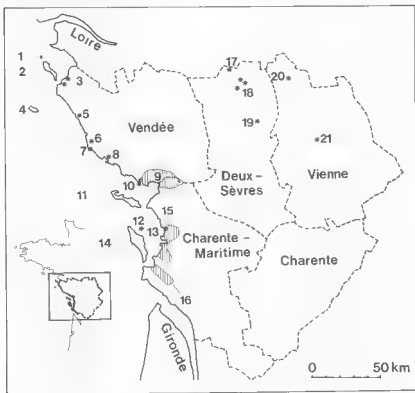 Loire
1
2
3
4
5
6
7
8
9
10
11
12
13
14
15
16
17
18
19
20
21
Vendée
Deux-
Sèvres
Vienne
Charente-
Maritime
Charente
Gironde
0
50 km